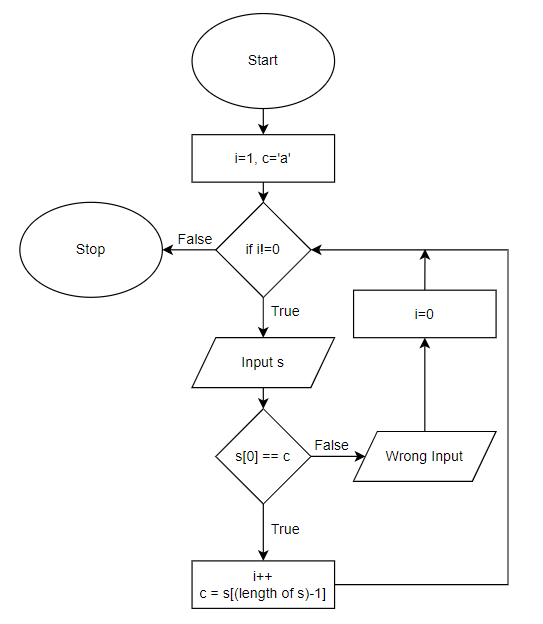 Start
i=1, c='a'
if i!=0
False
Stop
True
Input s
i=0
s[0] == c
False
Wrong Input
True
i++
c = s[(length of s)-1]